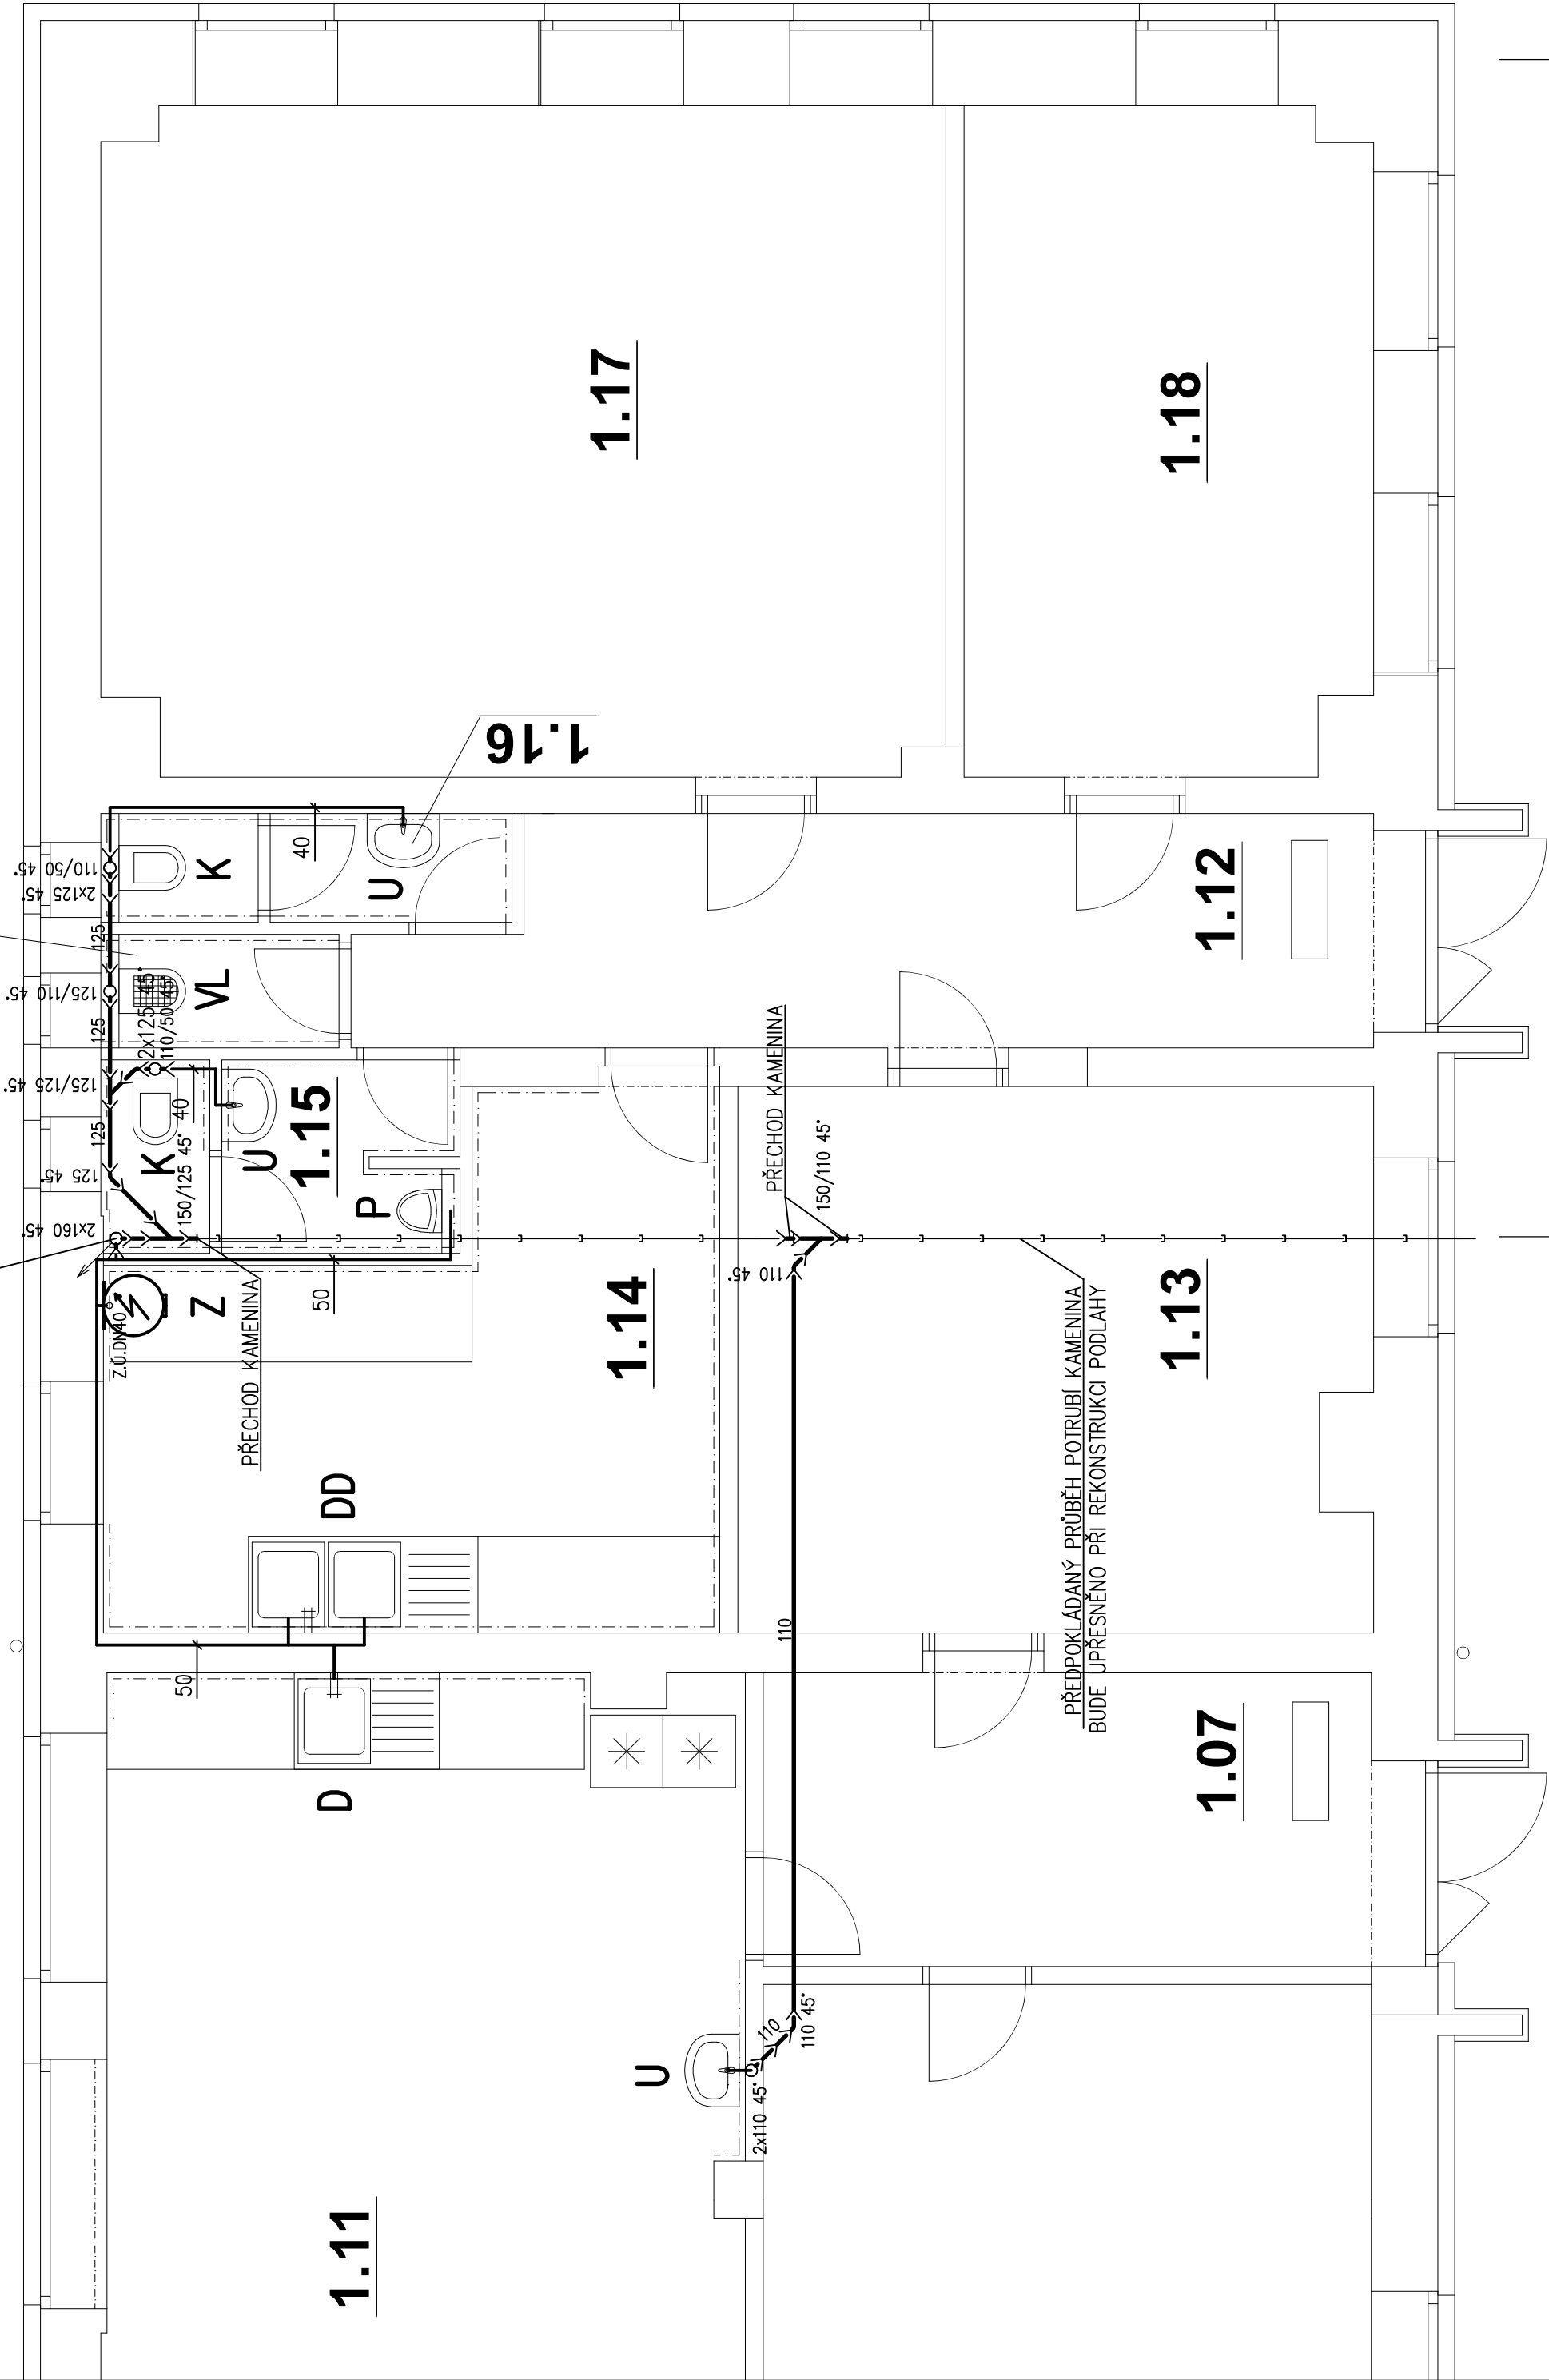 1.17
1.18
1.16
40
K
U
110/50 45°
2x125 45°
125
VL
125/110 45°
125
2x125 45°
110/50 45°
125/125 45°
40
125
K
U
1.15
P
125 45°
150/125 45°
2x160 45°
1.12
PŘECHOD KAMENINA
150/110 45°
110 45°
50
Z
Z.U.DN40
PŘECHOD KAMENINA
1.14
1.13
PŘEDPOKLÁDANÝ PRŮBĚH POTRUBÍ KAMENINA
BUDE UPŘESNĚNO PŘI REKONSTRUKCI PODLAHY
DD
50
110
D
1.07
U
110
110 45°
2x110 45°
1.11